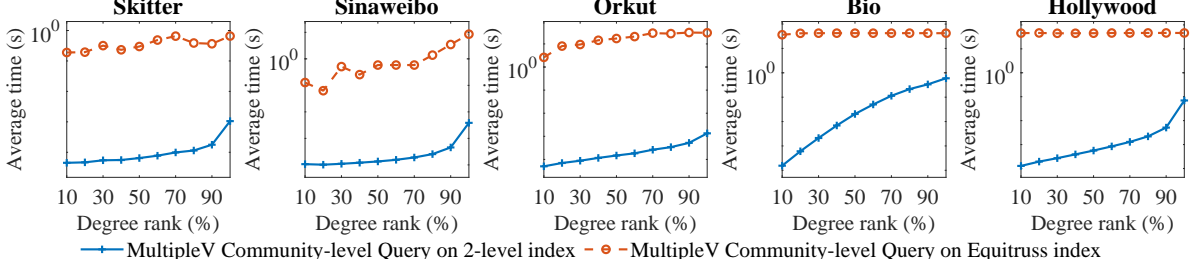 Skitter Sinaweibo Orkut Bio Hollywood
Average time (s) Average time (s) Average time (s) Average time (s) Average time (s)
10^0 10^0 10^0 10^0 10^0
10 30 50 70 90 10 30 50 70 90 10 30 50 70 90 10 30 50 70 90 10 30 50 70 90
Degree rank (%) Degree rank (%) Degree rank (%) Degree rank (%) Degree rank (%)
MultipleV Community-level Query on 2-level index MultipleV Community-level Query on Equitruss index